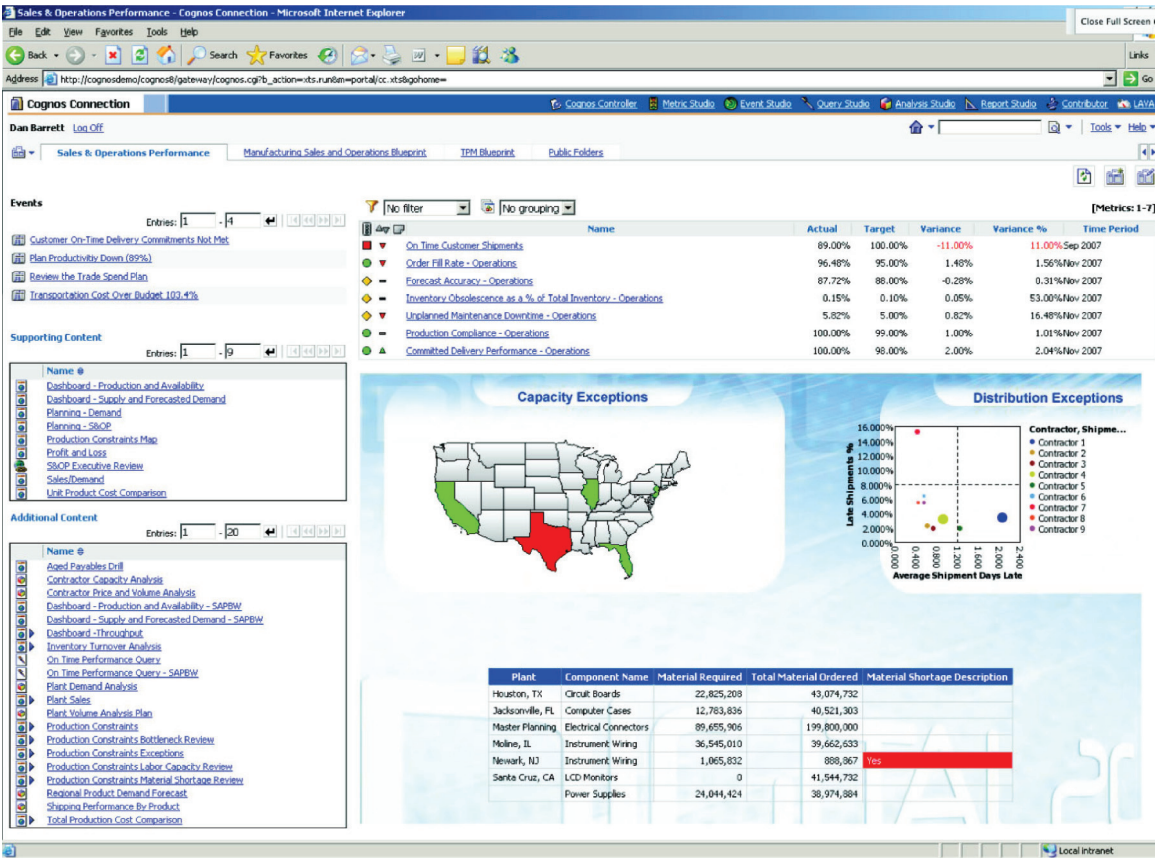 Sales & Operations Performance - Cognos Connection - Microsoft Internet Explorer
Close Full Screen
File Edit View Favorites Tools Help
Back Search Favorites
Links
Address http://cognosdemo/cognos8/gateway/cognos.cgi?b_action=xts.run&m=portal/cc.xts&gohome=
Go
Cognos Connection
Cognos Controller Metric Studio Event Studio Query Studio Analysis Studio Report Studio Contributor LAVA
Dan Barrett Log Off
Tools Help
Sales & Operations Performance Manufacturing Sales and Operations Blueprint TPM Blueprint Public Folders
Events
Entries: 1 - 4
Customer On-Time Delivery Commitments Not Met
Plan Productivitiy Down (89%)
Review the Trade Spend Plan
Transportation Cost Over Budget 103.4%
Supporting Content
Entries: 1 - 9
Name
Dashboard - Production and Availability
Dashboard - Supply and Forecasted Demand
Planning - Demand
Planning - S&OP
Production Constraints Map
Profit and Loss
S&OP Executive Review
Sales/Demand
Unit Product Cost Comparison
Additional Content
Entries: 1 - 20
Name
Aged Payables Drill
Contractor Capacity Analysis
Contractor Price and Volume Analysis
Dashboard - Production and Availability - SAPBW
Dashboard - Supply and Forecasted Demand - SAPBW
Dashboard -Throughput
Inventory Turnover Analysis
On Time Performance Query
On Time Performance Query - SAPBW
Plant Demand Analysis
Plant Sales
Plant Volume Analysis Plan
Production Constraints
Production Constraints Bottleneck Review
Production Constraints Exceptions
Production Constraints Labor Capacity Review
Production Constraints Material Shortage Review
Regional Product Demand Forecast
Shipping Performance By Product
Total Production Cost Comparison
No filter No grouping [Metrics: 1-7]
Name Actual Target Variance Variance % Time Period
On Time Customer Shipments 89.00% 100.00% -11.00% 11.00% Sep 2007
Order Fill Rate - Operations 96.48% 95.00% 1.48% 1.56% Nov 2007
Forecast Accuracy - Operations 87.72% 88.00% -0.28% 0.31% Nov 2007
Inventory Obsolescence as a % of Total Inventory - Operations 0.15% 0.10% 0.05% 53.00% Nov 2007
Unplanned Maintenance Downtime - Operations 5.82% 5.00% 0.82% 16.48% Nov 2007
Production Compliance - Operations 100.00% 99.00% 1.00% 1.01% Nov 2007
Committed Delivery Performance - Operations 100.00% 98.00% 2.00% 2.04% Nov 2007
Capacity Exceptions
Distribution Exceptions
Late Shipments %
16.000%
14.000%
12.000%
10.000%
8.000%
6.000%
4.000%
2.000%
0.000%
0.000 0.400 0.800 1.200 1.600 2.000 2.400
Average Shipment Days Late
Contractor, Shipme...
Contractor 1
Contractor 2
Contractor 3
Contractor 4
Contractor 5
Contractor 6
Contractor 7
Contractor 8
Contractor 9
Plant Component Name Material Required Total Material Ordered Material Shortage Description
Houston, TX Circuit Boards 22,825,208 43,074,732
Jacksonville, FL Computer Cases 12,783,836 40,521,303
Master Planning Electrical Connectors 89,655,906 199,800,000
Moline, IL Instrument Wiring 36,545,010 39,662,633
Newark, NJ Instrument Wiring 1,065,832 888,867 Yes
Santa Cruz, CA LCD Monitors 0 41,544,732
Power Supplies 24,044,424 38,974,884
Local intranet